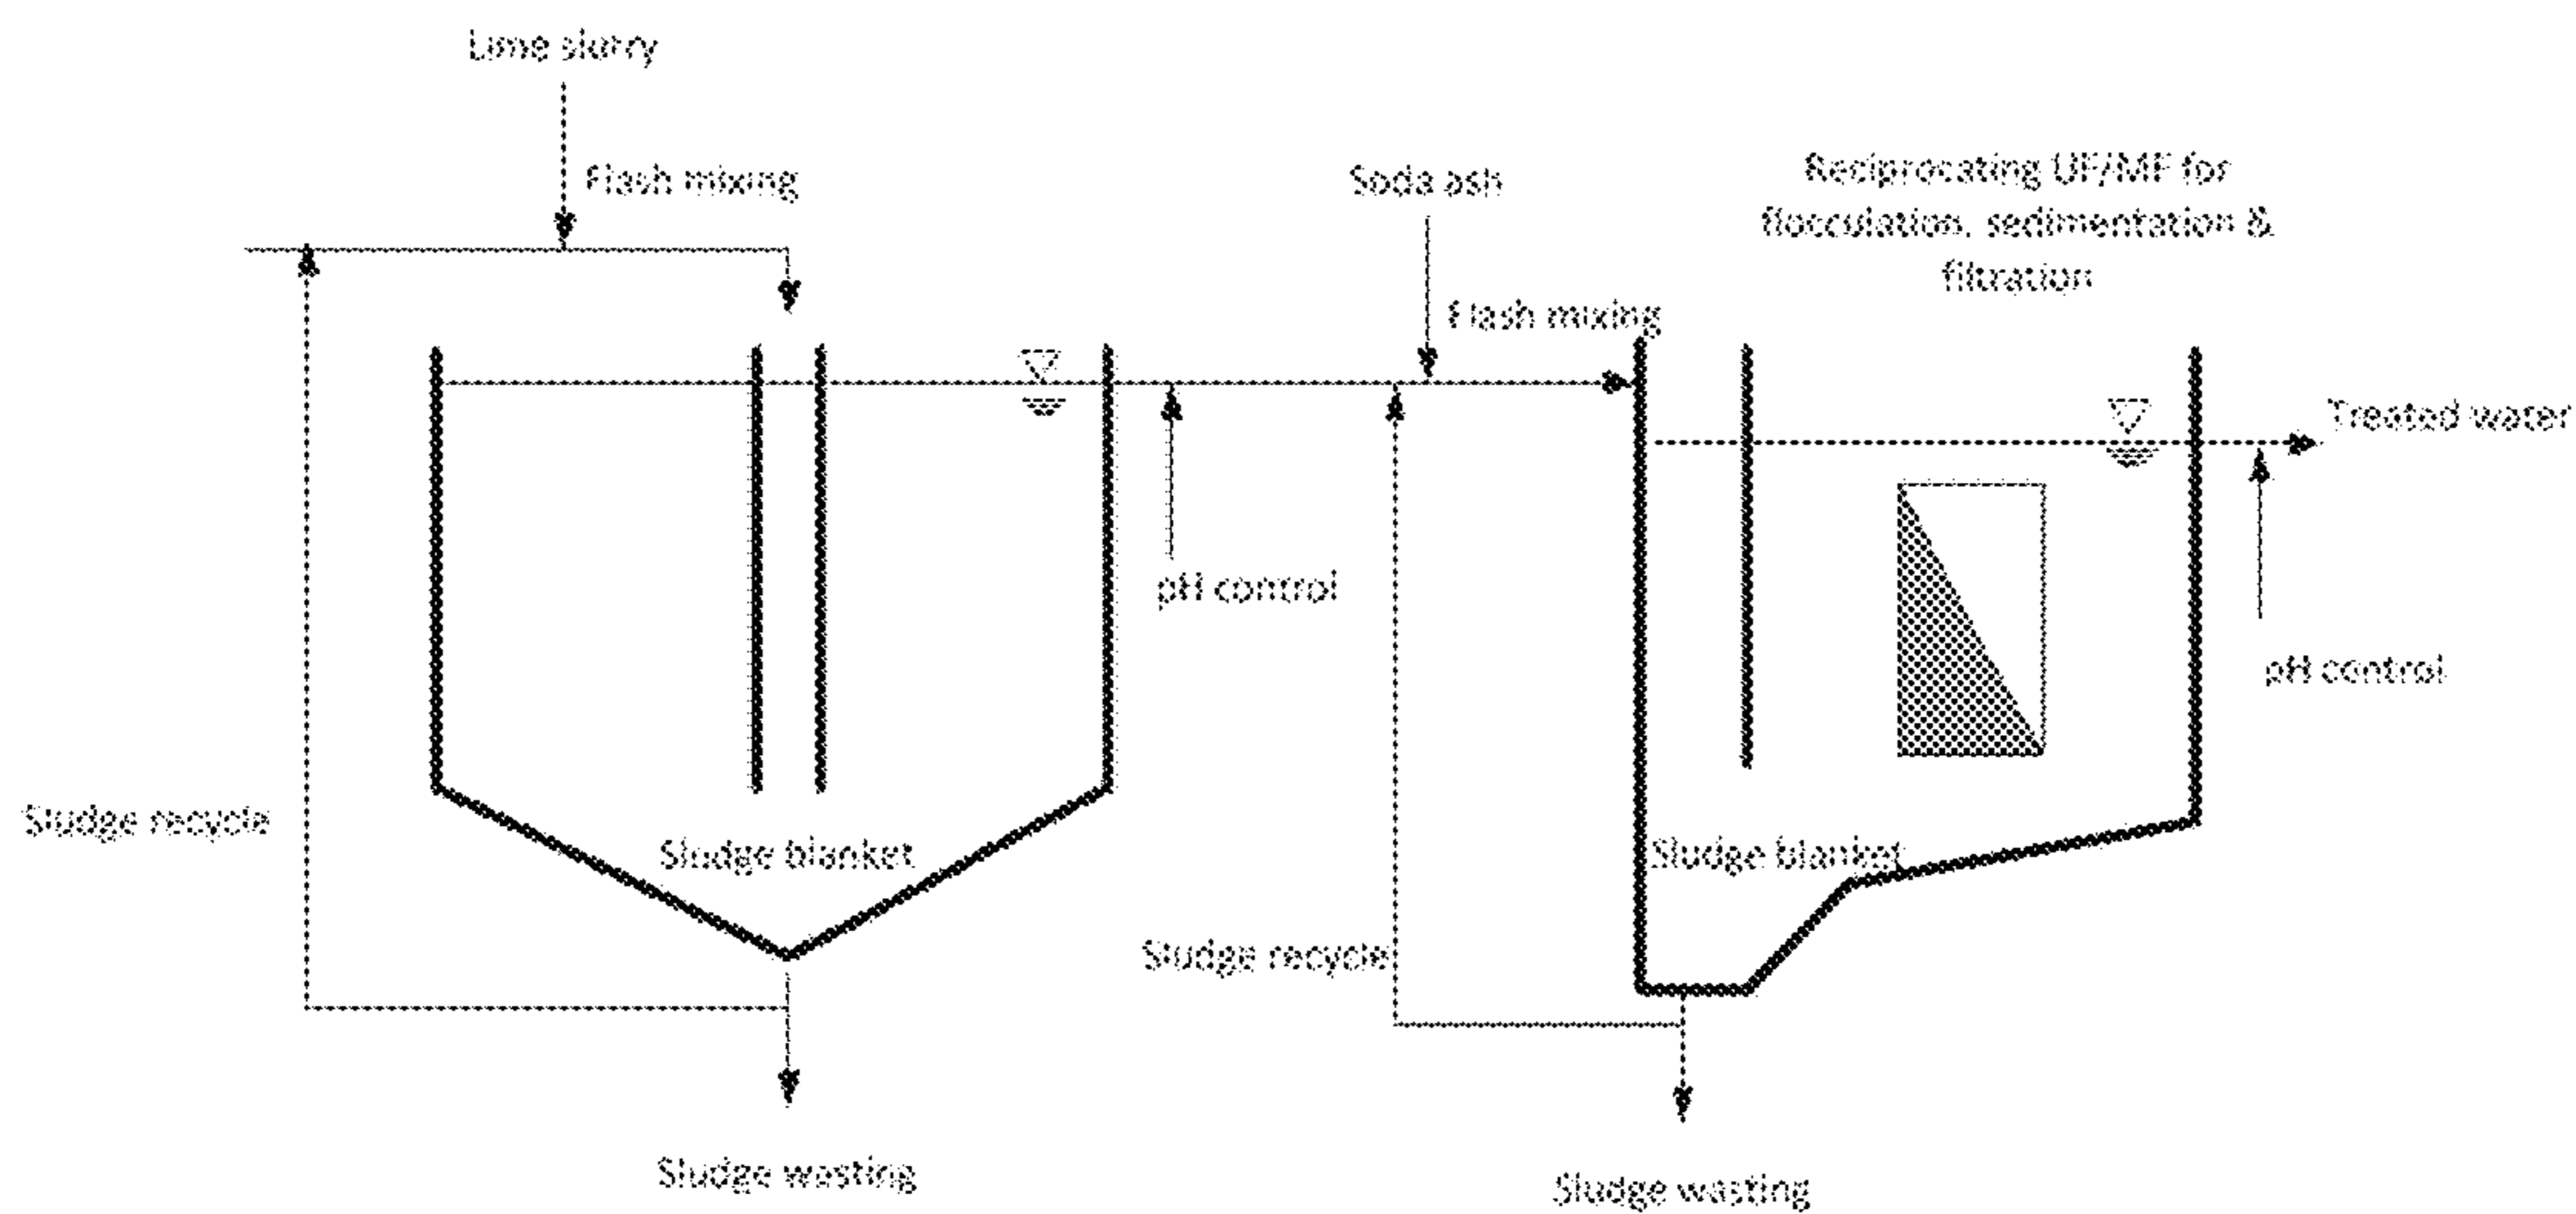 Lime slurry
Flash mixing
Soda ash
Reciprocating UF/MF for
flocculation, sedimentation &
filtration
Flash mixing
Treated water
pH control
pH control
Sludge recycle
Sludge blanket
Sludge blanket
Sludge recycle
Sludge wasting
Sludge wasting